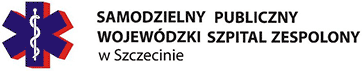 SAMODZIELNY PUBLICZNY
WOJEWÓDZKI SZPITAL ZESPOLONY
w Szczecinie